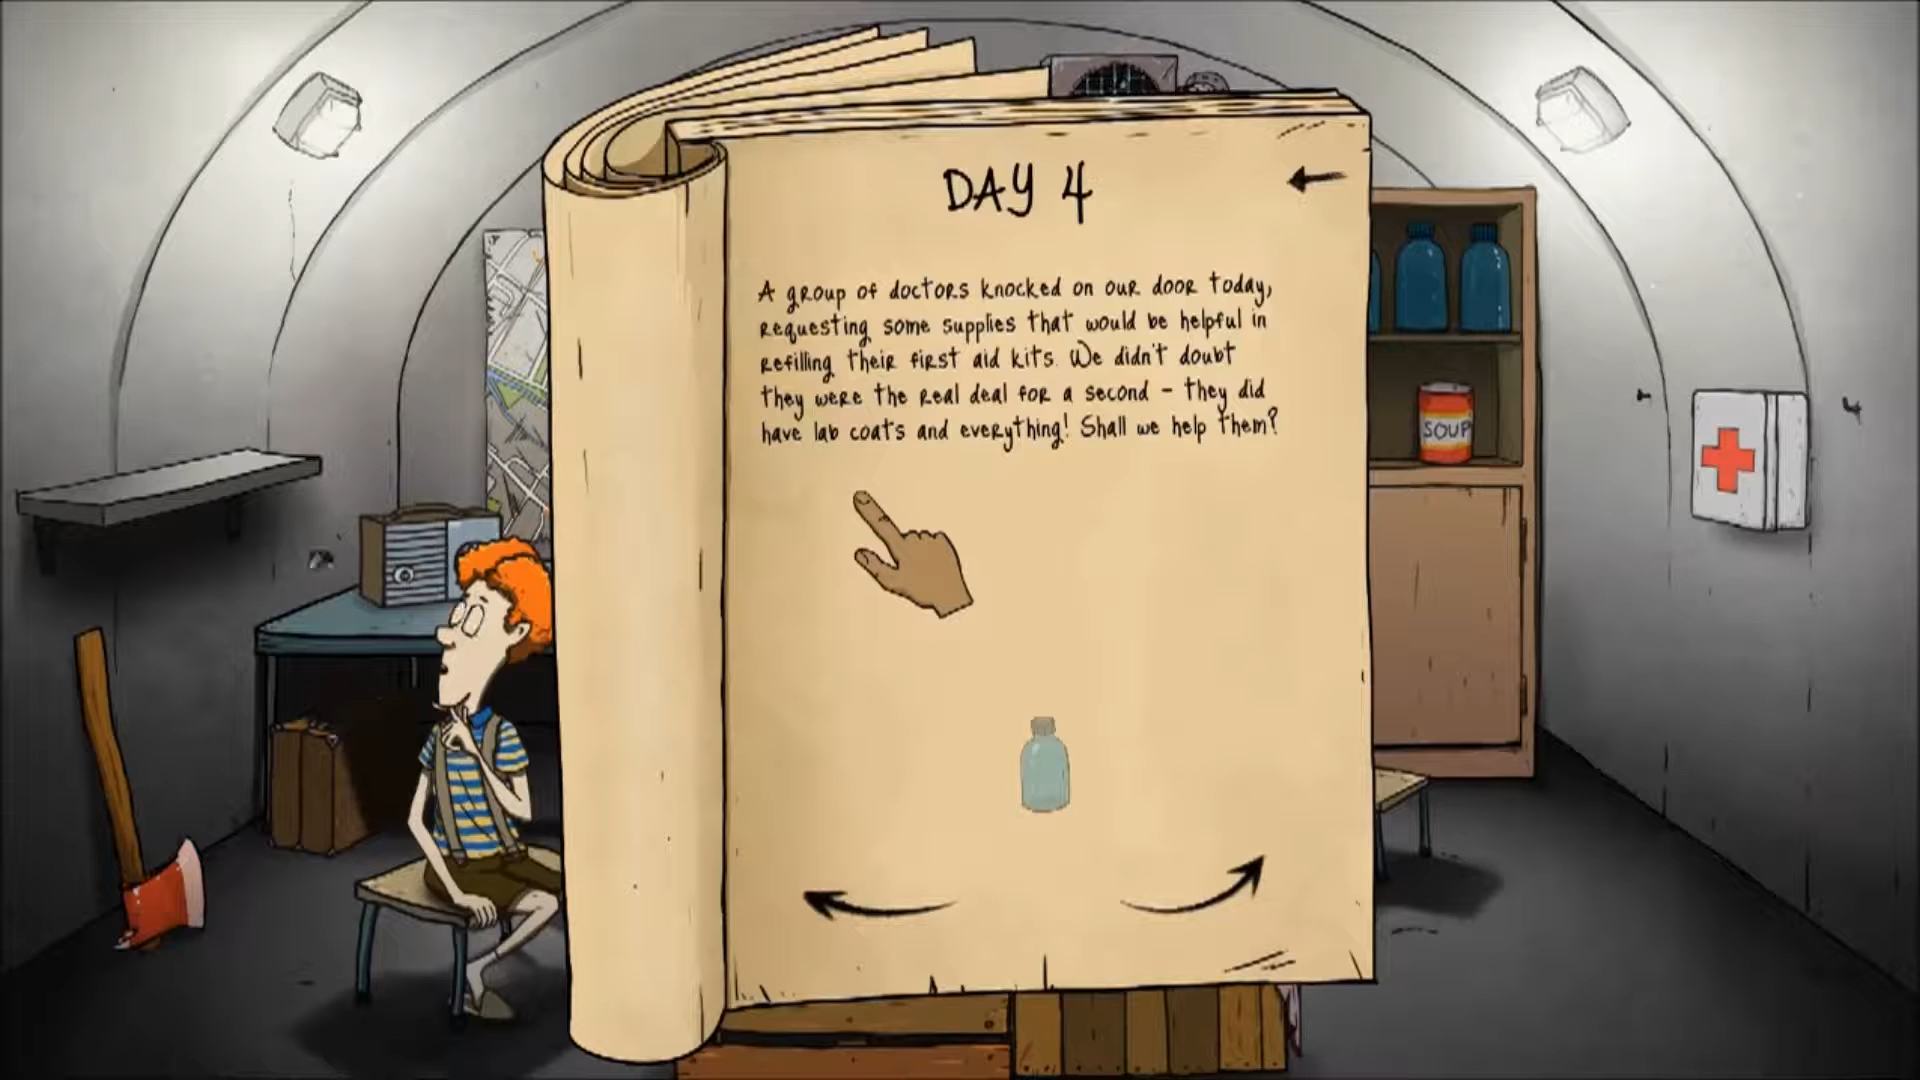 DAY 4
A group of doctors knocked on our door today,
requesting some supplies that would be helpful in
refilling their first aid kits. We didn't doubt
they were the real deal for a second - they did
have lab coats and everything! Shall we help them?
SOUP